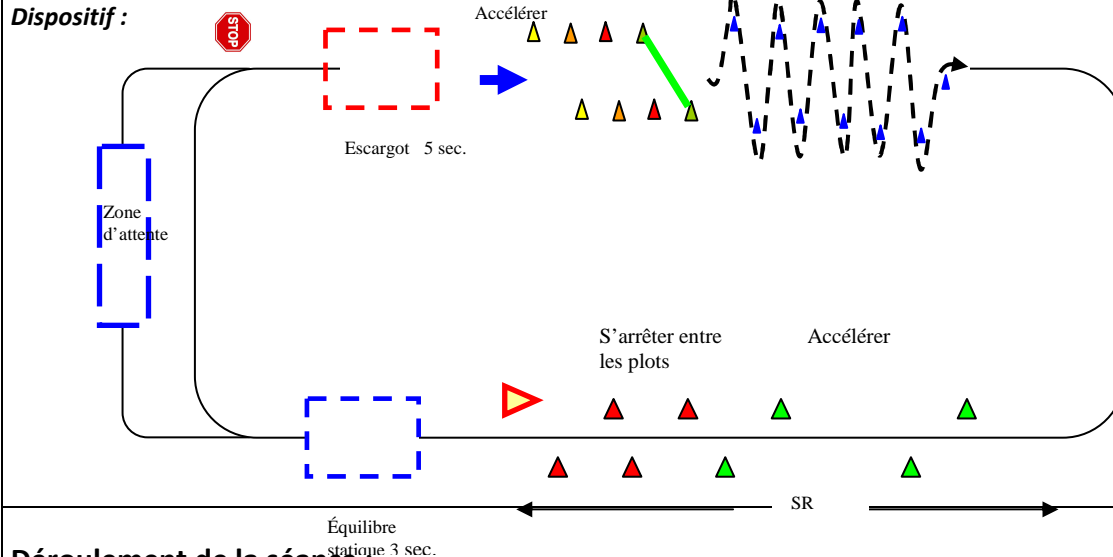 Dispositif :
Accélérer
STOP
Escargot 5 sec.
Zone
d'attente
S'arrêter entre
les plots
Accélérer
SR
Équilibre
statique 3 sec.
Déroulement de la séance